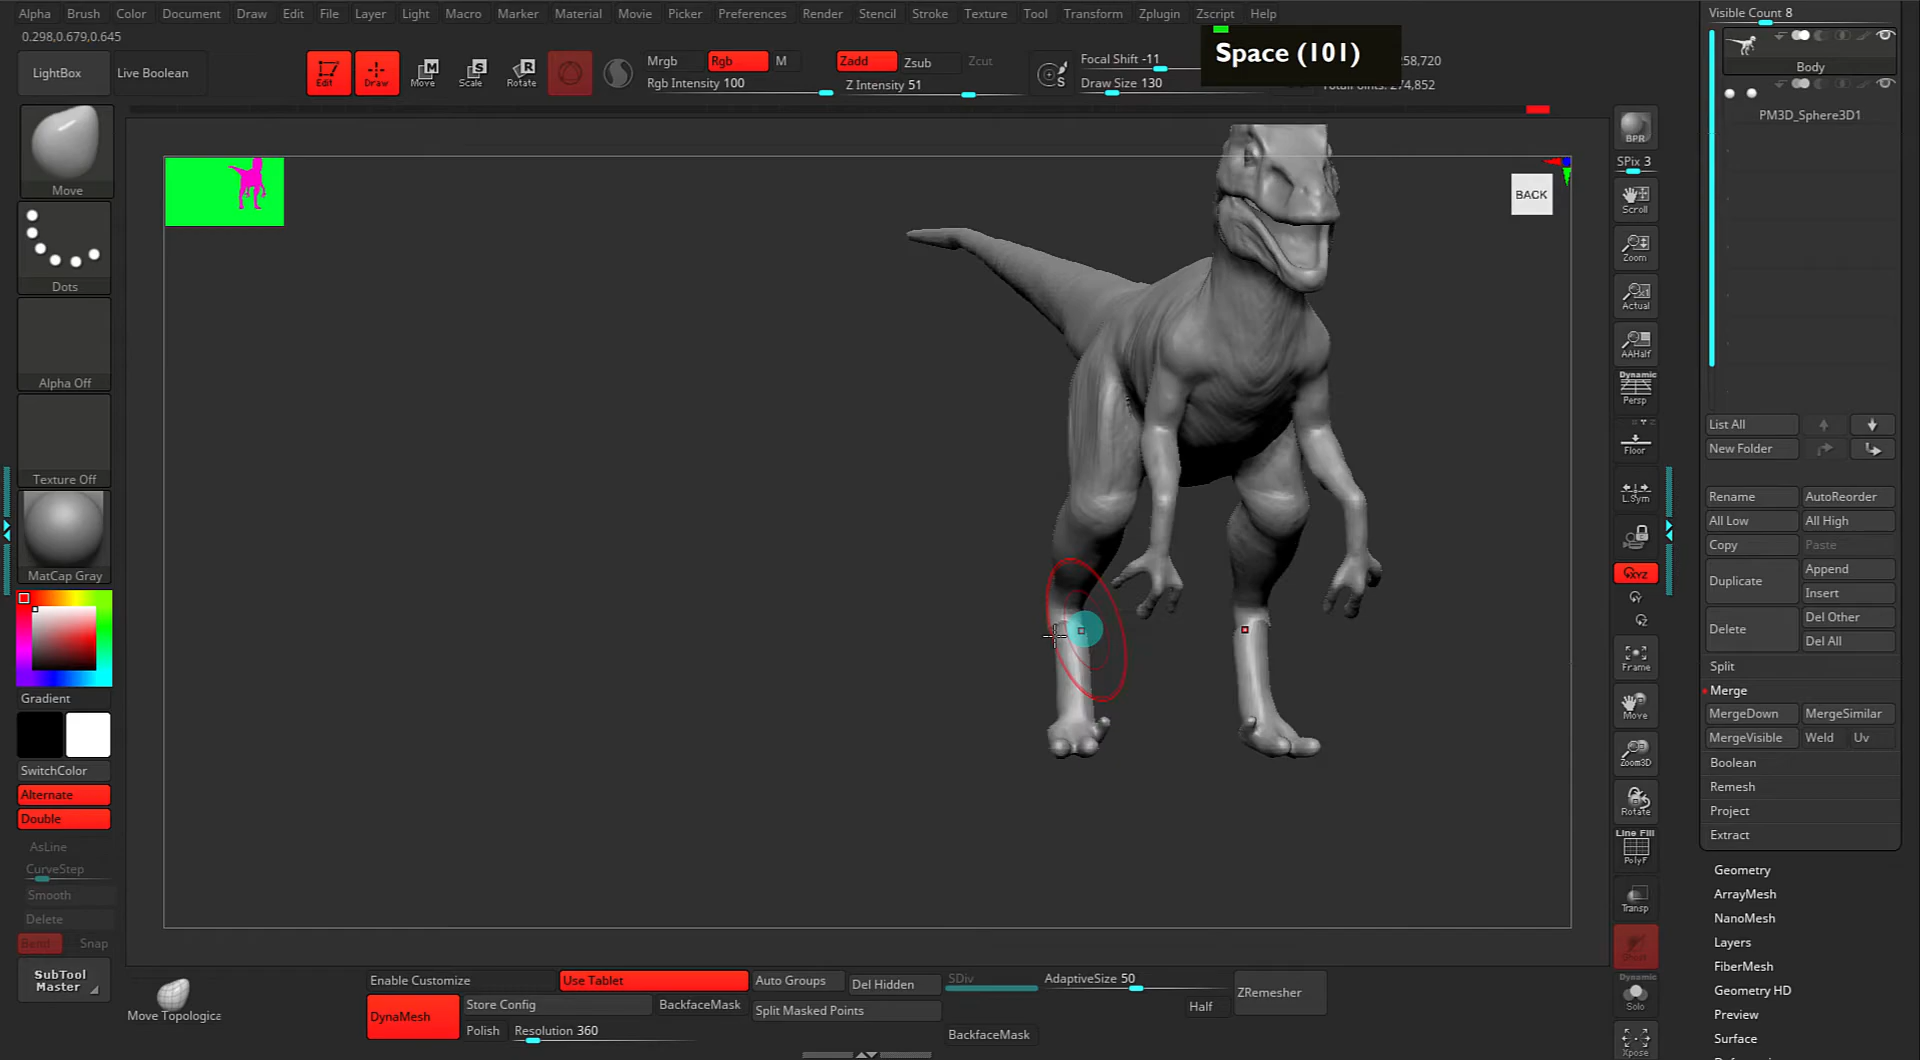 Alpha Brush Color Document Draw Edit File Layer Light Macro Marker Material Movie Picker Preferences Render Stencil Stroke Texture Tool Transform Zplugin Zscript Help
0.298,0.679,0.645
LightBox Live Boolean
Edit Draw Move Scale Rotate
Mrgb Rgb M
Rgb Intensity 100
Zadd Zsub Zcut
Z Intensity 51
Focal Shift -11
Draw Size 130
Space (101)
58,720
274,852
Move
Dots
Alpha Off
Texture Off
MatCap Gray
Gradient
SwitchColor
Alternate
Double
AsLine
CurveStep
Smooth
Delete
Bend Snap
SubTool
Master
BACK
BPR
SPix 3
Scroll
Zoom
Actual
AAHalf
Dynamic
Persp
Floor
L.Sym
XYZ
Frame
Move
Zoom3D
Rotate
Line Fill
PolyF
Transp
Dynamic
Solo
Xpose
Visible Count 8
Body
PM3D_Sphere3D1
List All
New Folder
Rename AutoReorder
All Low All High
Copy Paste
Duplicate Append
Insert
Delete Del Other
Del All
Split
Merge
MergeDown MergeSimilar
MergeVisible Weld Uv
Boolean
Remesh
Project
Extract
Geometry
ArrayMesh
NanoMesh
Layers
FiberMesh
Geometry HD
Preview
Surface
Move Topologica
Enable Customize Use Tablet Auto Groups Del Hidden SDiv AdaptiveSize 50 ZRemesher
DynaMesh Store Config BackfaceMask Split Masked Points Half
Polish Resolution 360 BackfaceMask